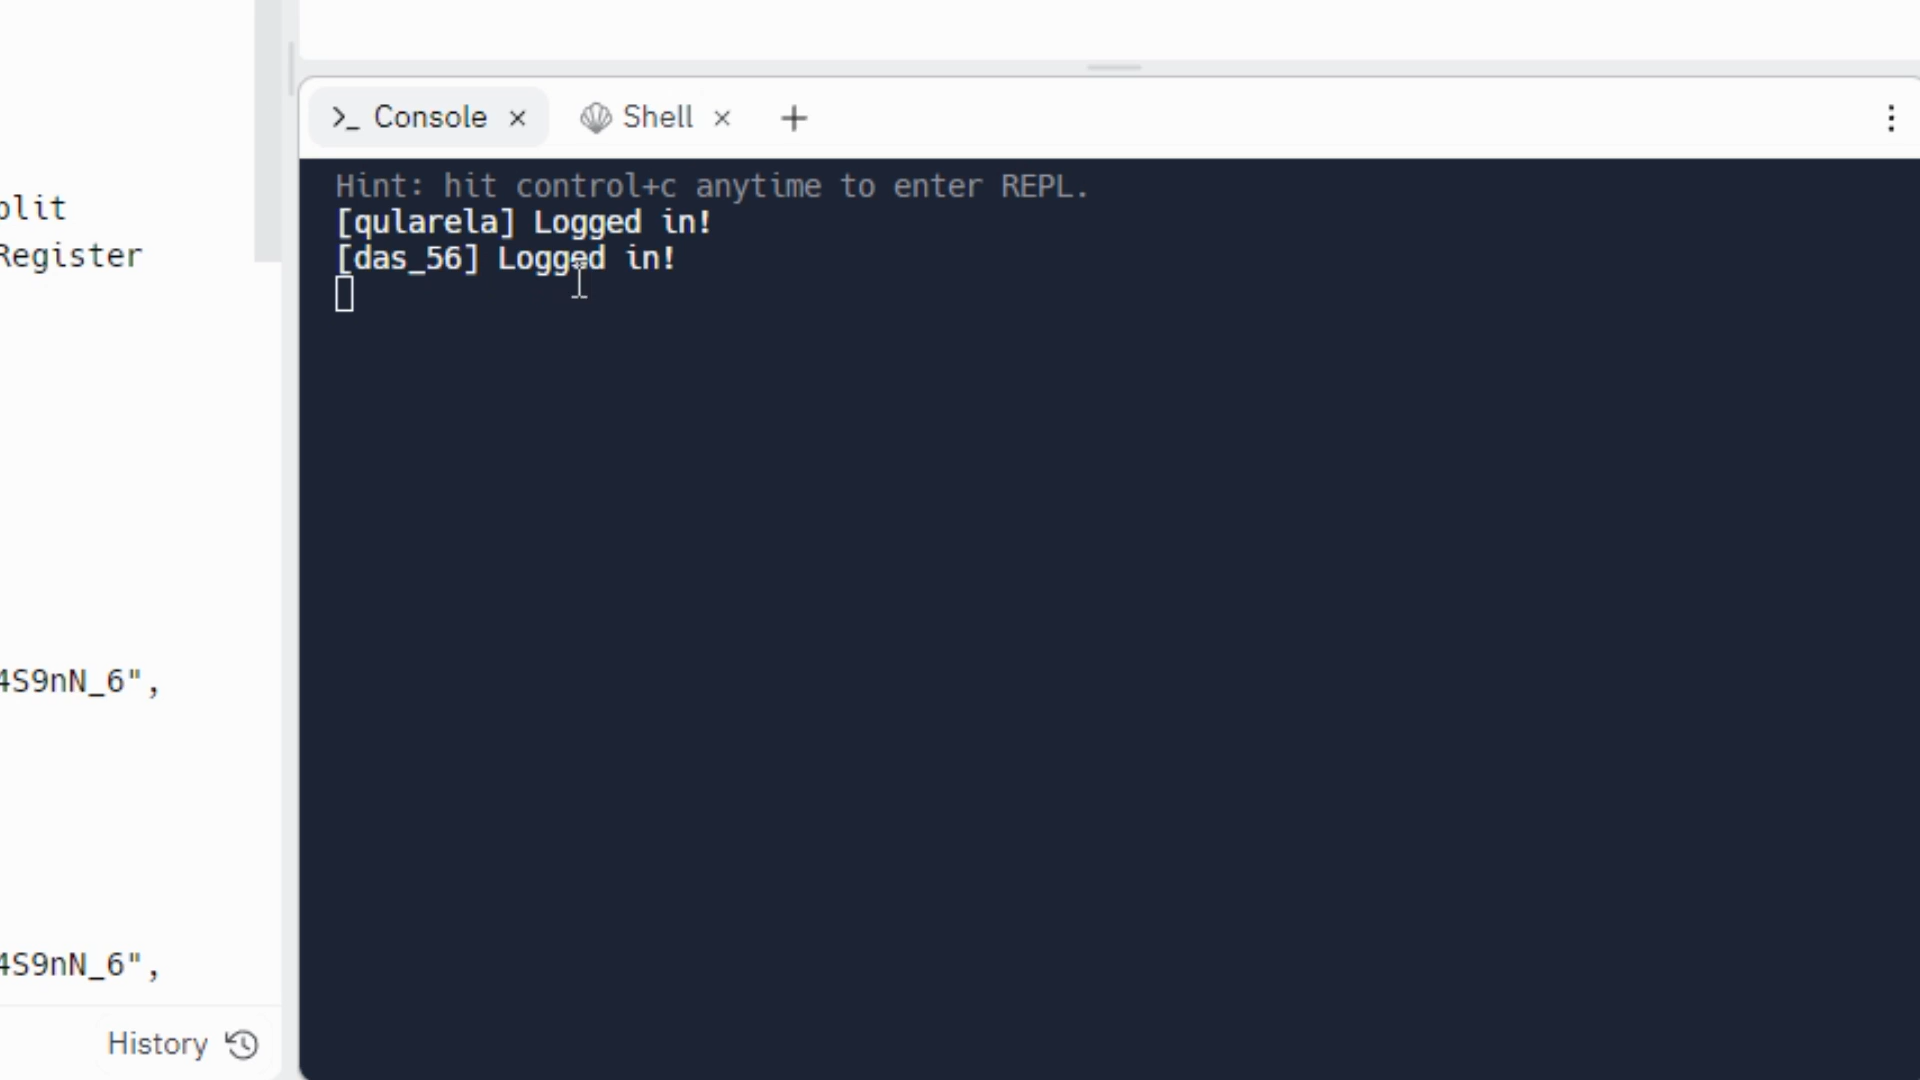 Console
Shell
Hint: hit control+c anytime to enter REPL.
[qularela] Logged in!
[das_56] Logged in!
plit
Register
4S9nN_6",
4S9nN_6",
History